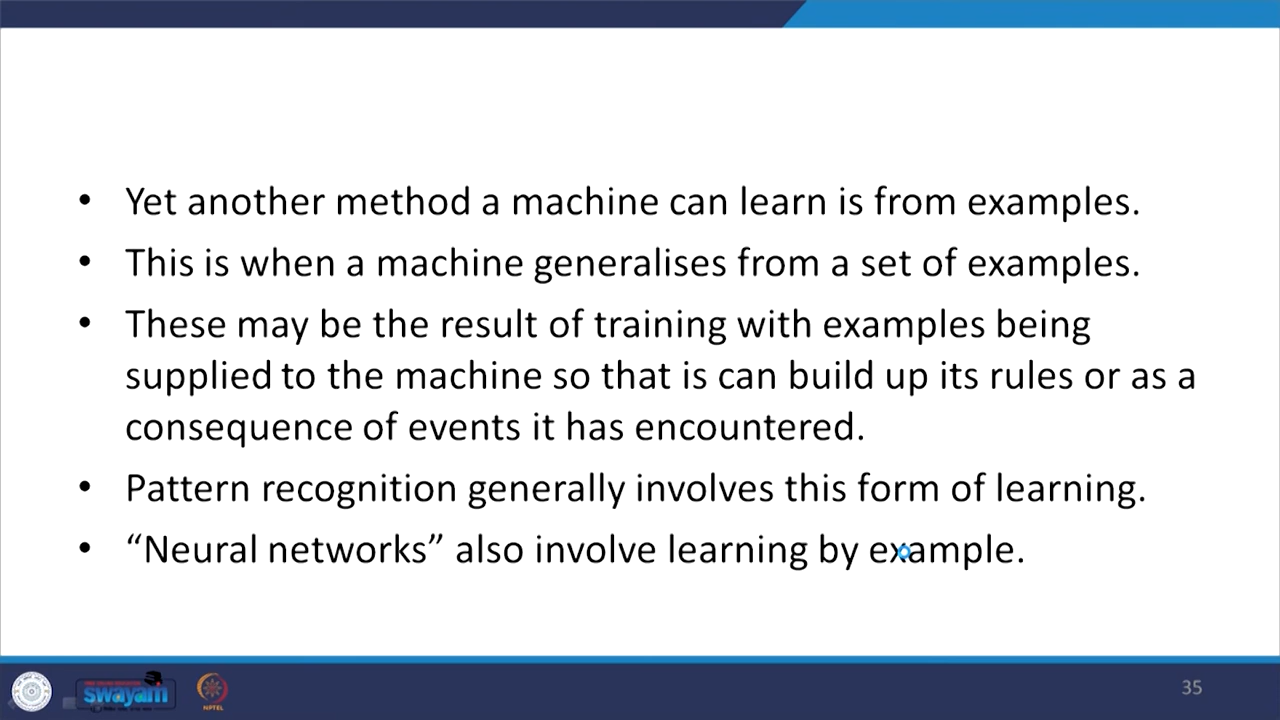 • Yet another method a machine can learn is from examples.
• This is when a machine generalises from a set of examples.
• These may be the result of training with examples being
supplied to the machine so that is can build up its rules or as a
consequence of events it has encountered.
• Pattern recognition generally involves this form of learning.
• “Neural networks” also involve learning by example.
swayam
NPTEL
35